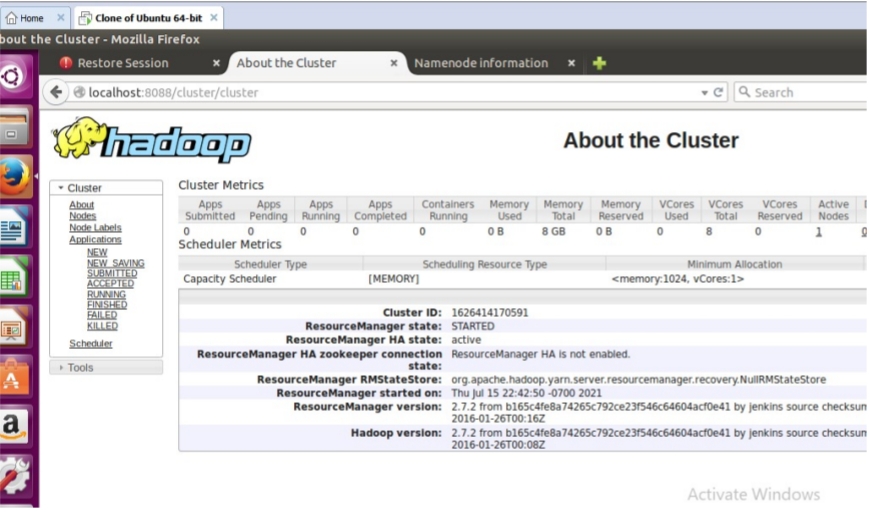 Home
Clone of Ubuntu 64-bit
bout the Cluster - Mozilla Firefox
Restore Session
About the Cluster
Namenode information
localhost:8088/cluster/cluster
Search
hadoop
About the Cluster
Cluster
About
Nodes
Node Labels
Applications
NEW
NEW_SAVING
SUBMITTED
ACCEPTED
RUNNING
FINISHED
FAILED
KILLED
Scheduler
Tools
Cluster Metrics
Apps Submitted Apps Pending Apps Running Apps Completed Containers Running Memory Used Memory Total Memory Reserved VCores Used VCores Total VCores Reserved Active Nodes
0 0 0 0 0 0 B 8 GB 0 B 0 8 0 1 0
Scheduler Metrics
Scheduler Type Scheduling Resource Type Minimum Allocation
Capacity Scheduler [MEMORY] <memory:1024, vCores:1>
Cluster ID: 1626414170591
ResourceManager state: STARTED
ResourceManager HA state: active
ResourceManager HA zookeeper connection state: ResourceManager HA is not enabled.
ResourceManager RMStateStore: org.apache.hadoop.yarn.server.resourcemanager.recovery.NullRMStateStore
ResourceManager started on: Thu Jul 15 22:42:50 -0700 2021
ResourceManager version: 2.7.2 from b165c4fe8a74265c792ce23f546c64604acf0e41 by jenkins source checksum
2016-01-26T00:16Z
Hadoop version: 2.7.2 from b165c4fe8a74265c792ce23f546c64604acf0e41 by jenkins source checksum
2016-01-26T00:08Z
Activate Windows